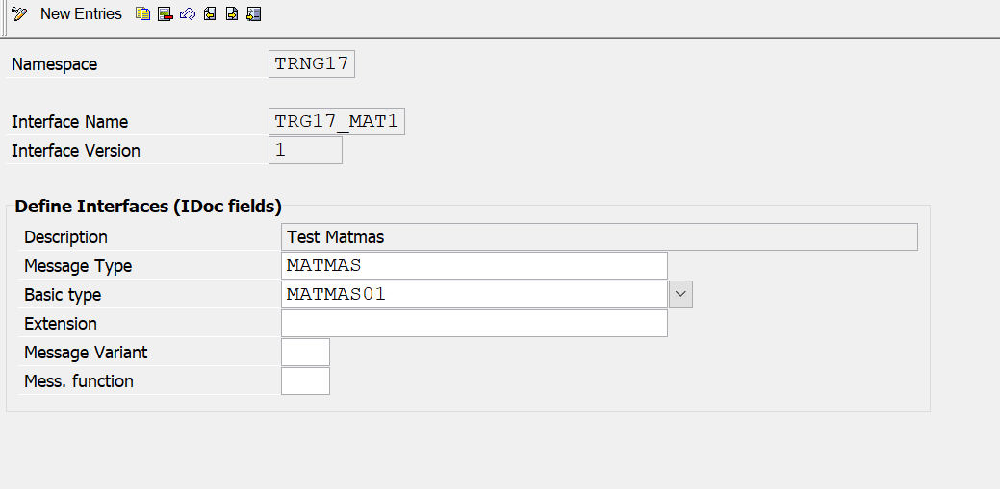 New Entries
Namespace TRNG17
Interface Name TRG17_MAT1
Interface Version 1
Define Interfaces (IDoc fields)
Description Test Matmas
Message Type MATMAS
Basic type MATMAS01
Extension
Message Variant
Mess. function